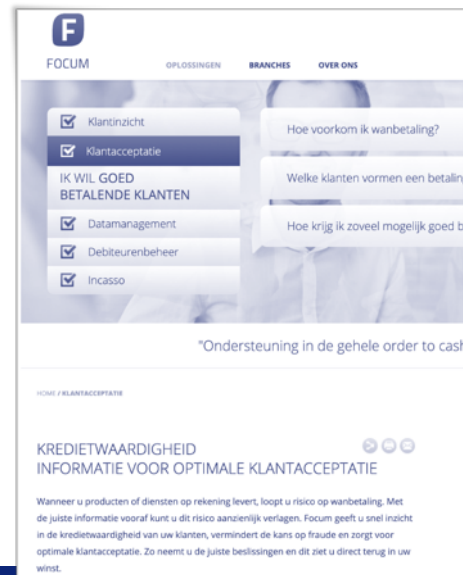 F
FOCUM
OPLOSSINGEN BRANCHES OVER ONS
Klantinzicht
Klantacceptatie
IK WIL GOED
BETALENDE KLANTEN
Datamanagement
Debiteurenbeheer
Incasso
Hoe voorkom ik wanbetaling?
Welke klanten vormen een betalin
Hoe krijg ik zoveel mogelijk goed b
"Ondersteuning in de gehele order to cash
HOME / KLANTACCEPTATIE
KREDIETWAARDIGHEID
INFORMATIE VOOR OPTIMALE KLANTACCEPTATIE
Wanneer u producten of diensten op rekening levert, loopt u risico op wanbetaling. Met
de juiste informatie vooraf kunt u dit risico aanzienlijk verlagen. Focum geeft u snel inzicht
in de kredietwaardigheid van uw klanten, vermindert de kans op fraude en zorgt voor
optimale klantacceptatie. Zo neemt u de juiste beslissingen en dit ziet u direct terug in uw
winst.